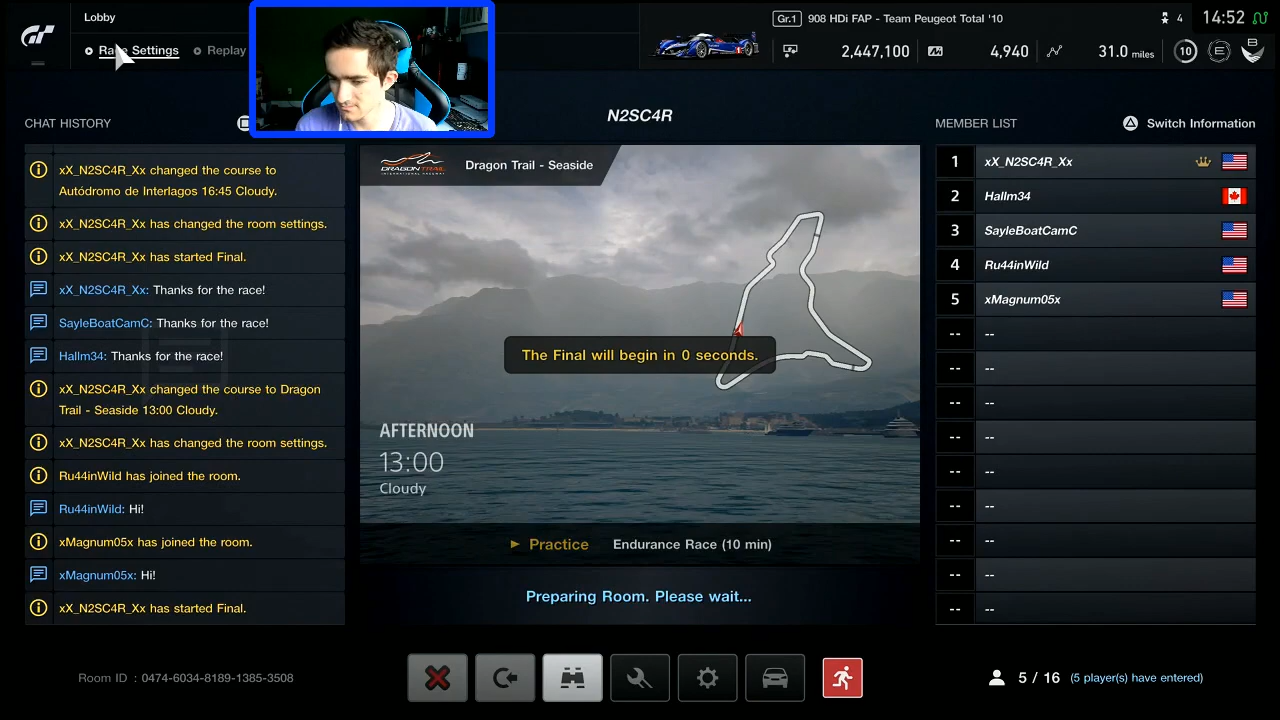 Lobby
Race Settings
Replay
Gr.1 908 HDi FAP - Team Peugeot Total '10
4
14:52
2,447,100
4,940
31.0 miles
10
E
B
CHAT HISTORY
N2SC4R
MEMBER LIST
Switch Information
xX_N2SC4R_Xx changed the course to
Autódromo de Interlagos 16:45 Cloudy.
xX_N2SC4R_Xx has changed the room settings.
xX_N2SC4R_Xx has started Final.
xX_N2SC4R_Xx: Thanks for the race!
SayleBoatCamC: Thanks for the race!
Hallm34: Thanks for the race!
xX_N2SC4R_Xx changed the course to Dragon
Trail - Seaside 13:00 Cloudy.
xX_N2SC4R_Xx has changed the room settings.
Ru44inWild has joined the room.
Ru44inWild: Hi!
xMagnum05x has joined the room.
xMagnum05x: Hi!
xX_N2SC4R_Xx has started Final.
DRAGON TRAIL
INTERNATIONAL RACEWAY
Dragon Trail - Seaside
The Final will begin in 0 seconds.
AFTERNOON
13:00
Cloudy
Practice Endurance Race (10 min)
Preparing Room. Please wait...
1 xX_N2SC4R_Xx
2 Hallm34
3 SayleBoatCamC
4 Ru44inWild
5 xMagnum05x
-- --
-- --
-- --
-- --
-- --
-- --
-- --
-- --
-- --
Room ID : 0474-6034-8189-1385-3508
5 / 16 (5 player(s) have entered)